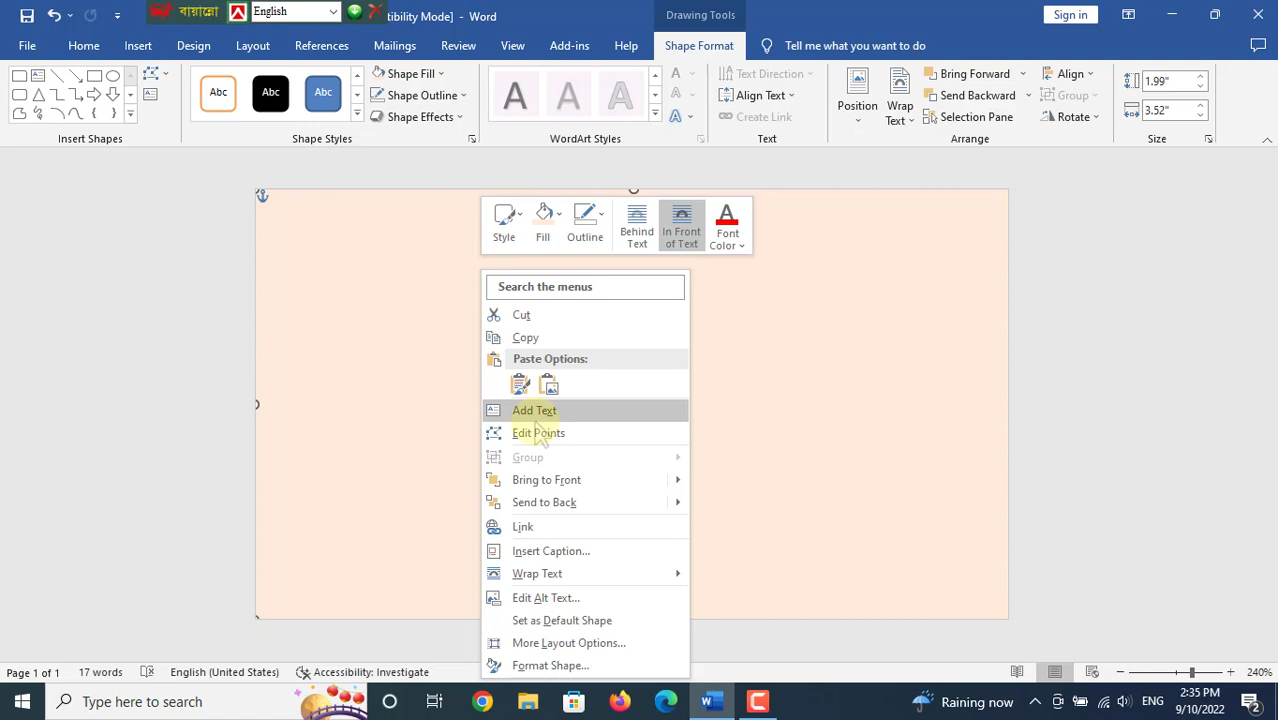 বায়ান্নো
English
tibility Mode] - Word
Drawing Tools
Sign in
File
Home
Insert
Design
Layout
References
Mailings
Review
View
Add-ins
Help
Shape Format
Tell me what you want to do
Abc
Abc
Abc
Shape Fill
Shape Outline
Shape Effects
A
A
A
A
A
A
Text Direction
Align Text
Create Link
Position
Wrap
Text
Bring Forward
Send Backward
Selection Pane
Align
Group
Rotate
1.99"
3.52"
Insert Shapes
Shape Styles
WordArt Styles
Text
Arrange
Size
Style
Fill
Outline
Behind
Text
In Front
of Text
A
Font
Color
Search the menus
Cut
Copy
Paste Options:
Add Text
Edit Points
Group
Bring to Front
Send to Back
Link
Insert Caption...
Wrap Text
Edit Alt Text...
Set as Default Shape
More Layout Options...
Format Shape...
Page 1 of 1
17 words
English (United States)
Accessibility: Investigate
240%
Type here to search
Raining now
ENG
2:35 PM
9/10/2022
2